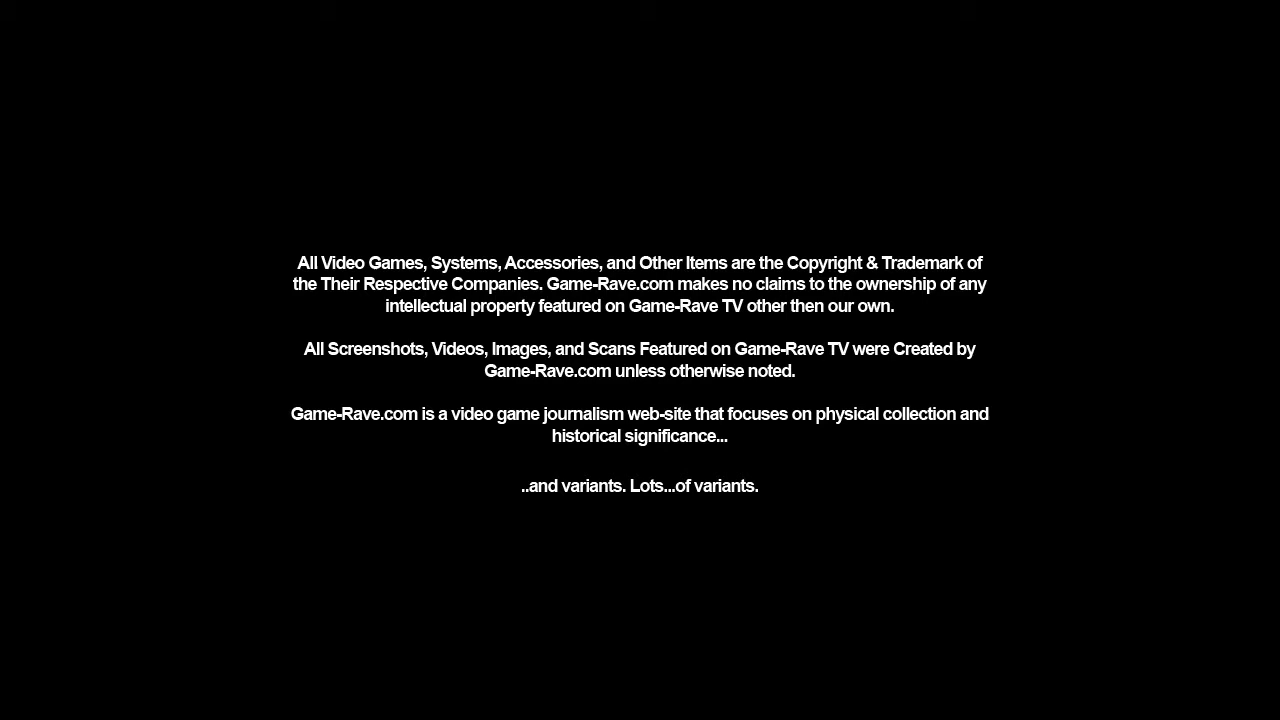 All Video Games, Systems, Accessories, and Other Items are the Copyright & Trademark of
the Their Respective Companies. Game-Rave.com makes no claims to the ownership of any
intellectual property featured on Game-Rave TV other then our own.
All Screenshots, Videos, Images, and Scans Featured on Game-Rave TV were Created by
Game-Rave.com unless otherwise noted.
Game-Rave.com is a video game journalism web-site that focuses on physical collection and
historical significance...
..and variants. Lots...of variants.